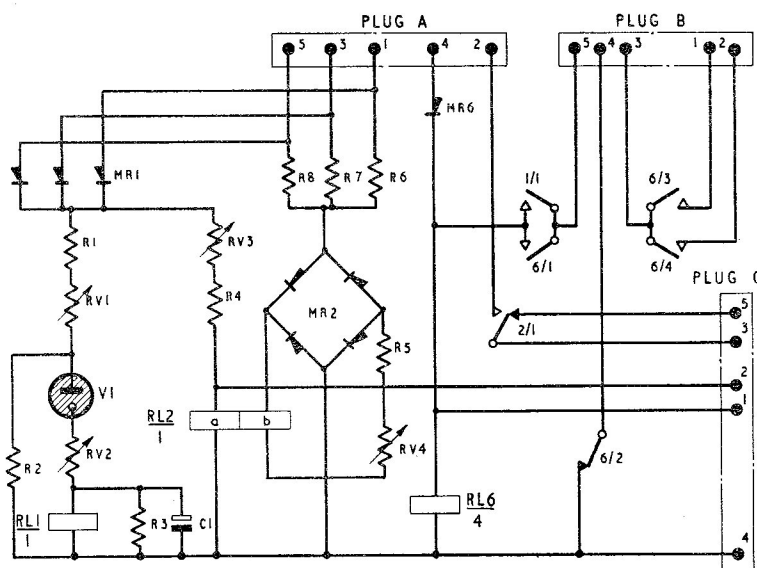 PLUG A
PLUG B
5 3 1 4 2
5 4 3 1 2
MR6
MR1
R8 R7 R6
1/1
6/3
R1
RV3
6/1
6/4
PLUG C
RV1
R4
MR2
2/1
5
3
R5
2
V1
1
RL2
1
a b
R2
RV2
RV4
6/2
RL1
1
R3 C1
RL6
4
4